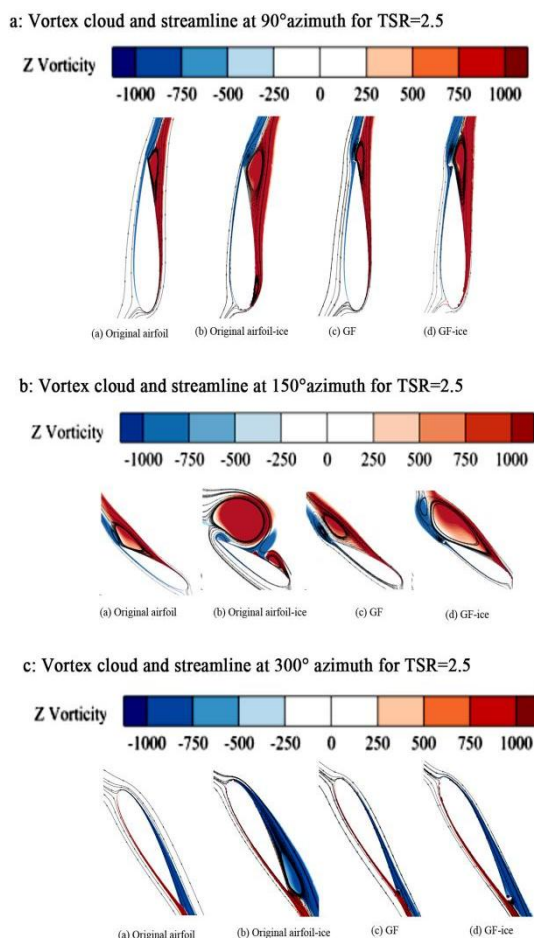 a: Vortex cloud and streamline at 90°azimuth for TSR=2.5
Z Vorticity
-1000 -750 -500 -250 0 250 500 750 1000
(a) Original airfoil (b) Original airfoil-ice (c) GF (d) GF-ice
b: Vortex cloud and streamline at 150°azimuth for TSR=2.5
Z Vorticity
-1000 -750 -500 -250 0 250 500 750 1000
(a) Original airfoil (b) Original airfoil-ice (c) GF (d) GF-ice
c: Vortex cloud and streamline at 300° azimuth for TSR=2.5
Z Vorticity
-1000 -750 -500 -250 0 250 500 750 1000
(a) Original airfoil (b) Original airfoil-ice (c) GF (d) GF-ice